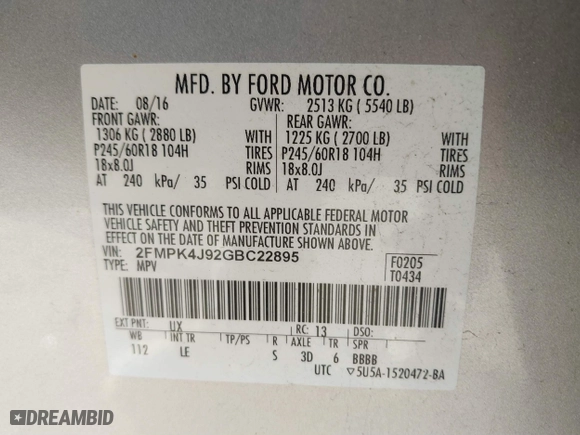 MFD. BY FORD MOTOR CO.
DATE: 08/16 GVWR: 2513 KG ( 5540 LB)
FRONT GAWR: REAR GAWR:
1306 KG ( 2880 LB) WITH 1225 KG ( 2700 LB) WITH
P245/60R18 104H TIRES P245/60R18 104H TIRES
18x8.0J RIMS 18x8.0J RIMS
AT 240 kPa/ 35 PSI COLD AT 240 kPa/ 35 PSI COLD
THIS VEHICLE CONFORMS TO ALL APPLICABLE FEDERAL MOTOR
VEHICLE SAFETY AND THEFT PREVENTION STANDARDS IN
EFFECT ON THE DATE OF MANUFACTURE SHOWN ABOVE.
VIN: 2FMPK4J92GBC22895 F0205
TYPE: MPV T0434
EXT PNT: UX RC: 13 DSO:
WB INT TR TP/PS R AXLE TR SPR
112 LE S 3D 6 BBBB
UTC ▽5U5A-1520472-BA
DREAMBID